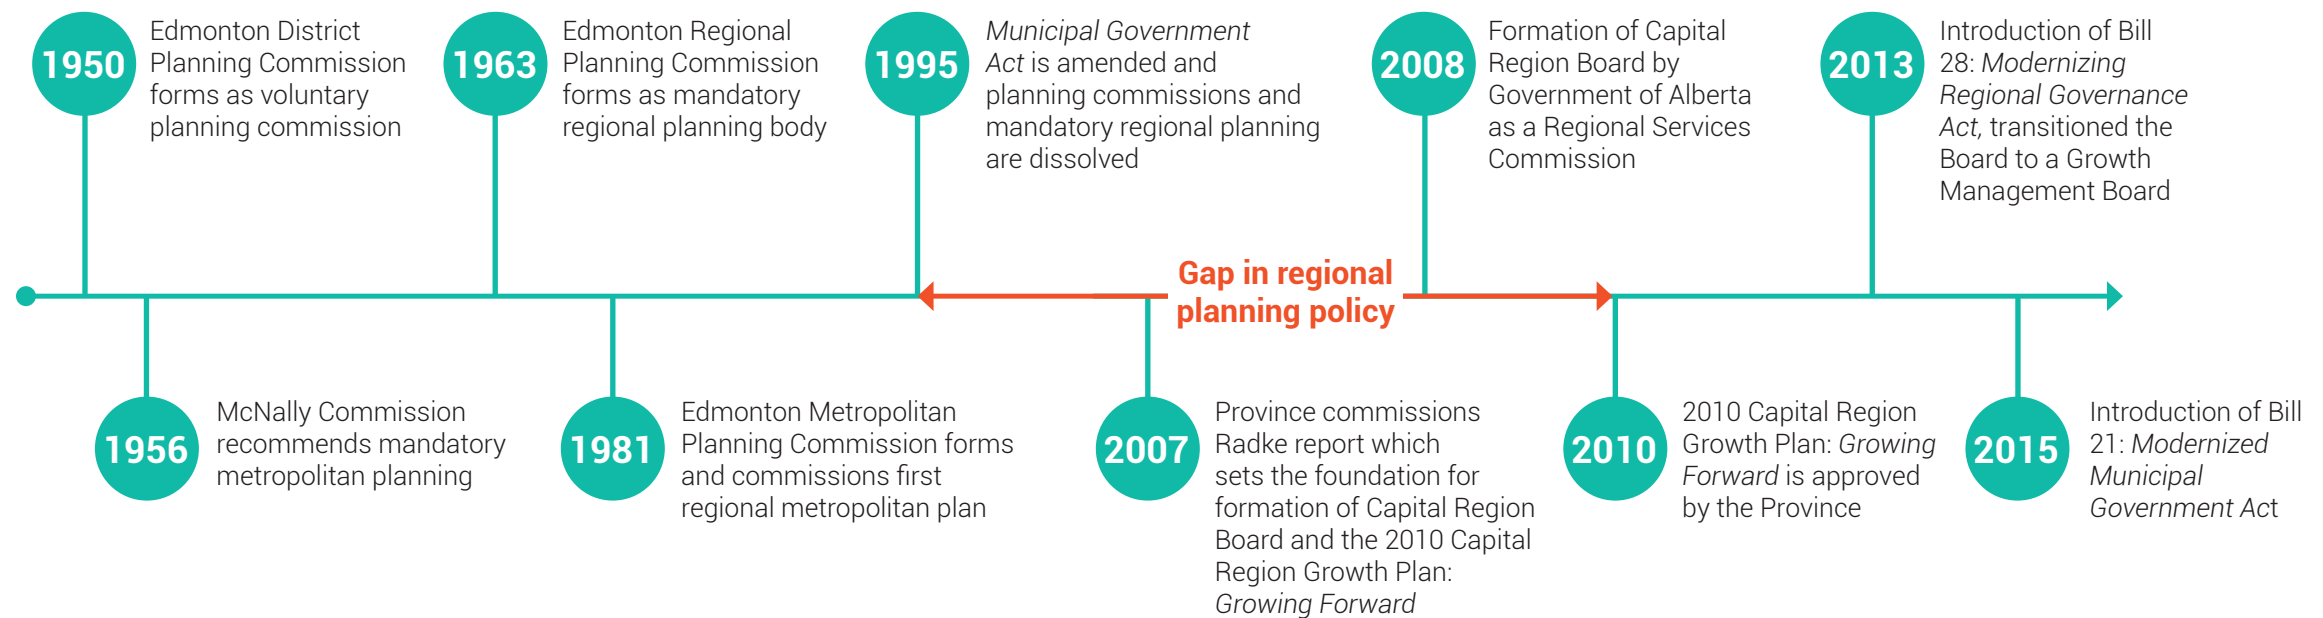 1950
Edmonton District
Planning Commission
forms as voluntary
planning commission
1963
Edmonton Regional
Planning Commission
forms as mandatory
regional planning body
1995
Municipal Government
Act is amended and
planning commissions and
mandatory regional planning
are dissolved
2008
Formation of Capital
Region Board by
Government of Alberta
as a Regional Services
Commission
2013
Introduction of Bill
28: Modernizing
Regional Governance
Act, transitioned the
Board to a Growth
Management Board
Gap in regional
planning policy
1956
McNally Commission
recommends mandatory
metropolitan planning
1981
Edmonton Metropolitan
Planning Commission forms
and commissions first
regional metropolitan plan
2007
Province commissions
Radke report which
sets the foundation for
formation of Capital Region
Board and the 2010 Capital
Region Growth Plan:
Growing Forward
2010
2010 Capital Region
Growth Plan: Growing
Forward is approved
by the Province
2015
Introduction of Bill
21: Modernized
Municipal
Government Act